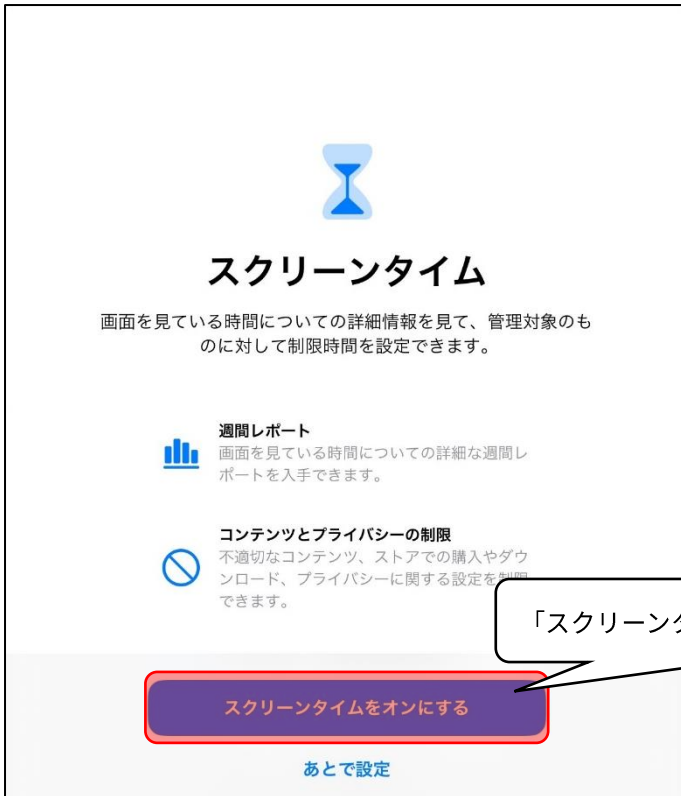 スクリーンタイム
画面を見ている時間についての詳細情報を見て、管理対象のも
のに対して制限時間を設定できます。
週間レポート
画面を見ている時間についての詳細な週間レ
ポートを入手できます。
コンテンツとプライバシーの制限
不適切なコンテンツ、ストアでの購入やダウ
ンロード、プライバシーに関する設定を制限
できます。
「スクリーン
スクリーンタイムをオンにする
あとで設定